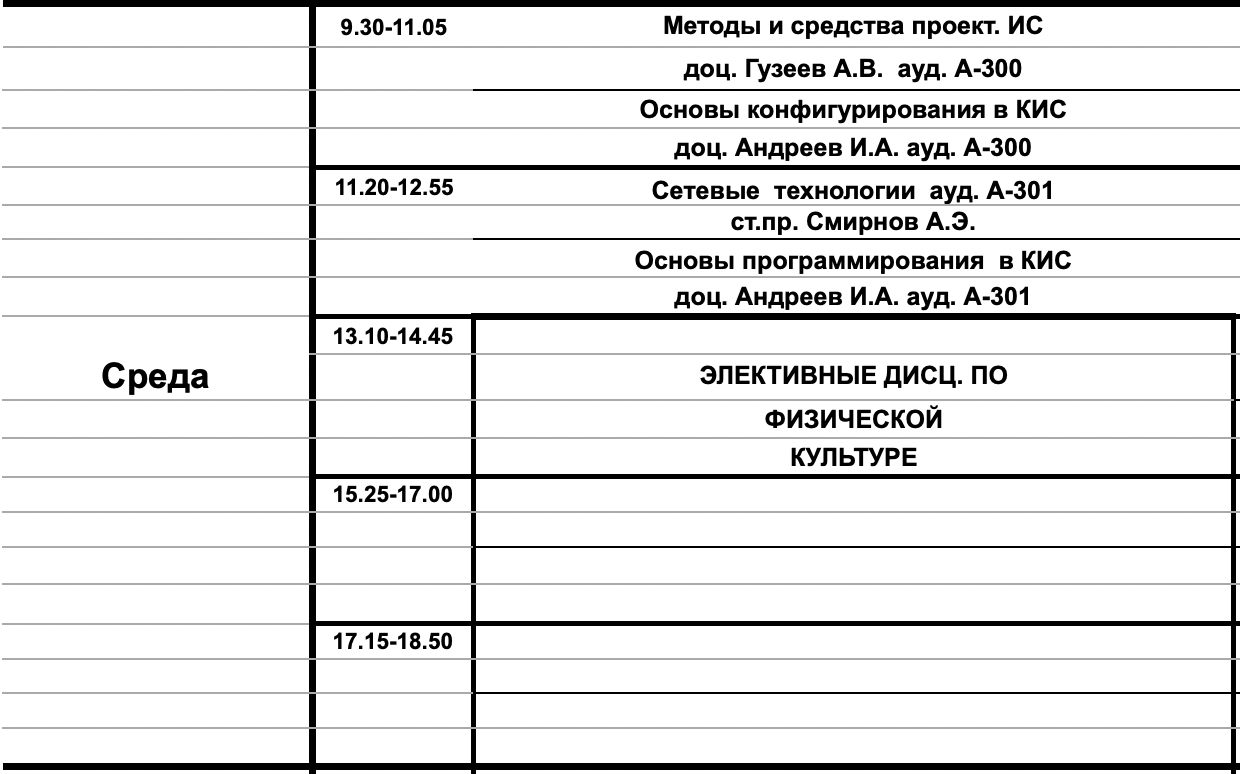 9.30-11.05 Методы и средства проект. ИС
доц. Гузеев А.В. ауд. А-300
Основы конфигурирования в КИС
доц. Андреев И.А. ауд. А-300
11.20-12.55 Сетевые технологии ауд. А-301
ст.пр. Смирнов А.Э.
Основы программирования в КИС
доц. Андреев И.А. ауд. А-301
13.10-14.45
Среда ЭЛЕКТИВНЫЕ ДИСЦ. ПО
ФИЗИЧЕСКОЙ
КУЛЬТУРЕ
15.25-17.00
17.15-18.50